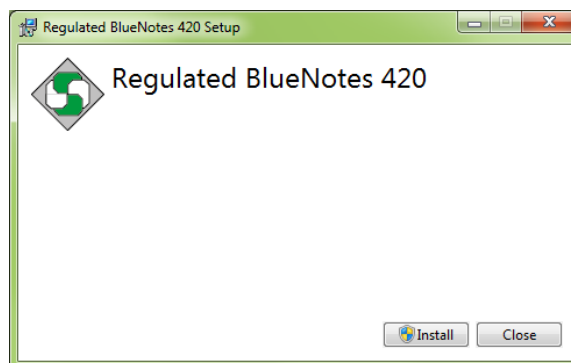 Regulated BlueNotes 420 Setup
Regulated BlueNotes 420
Install
Close